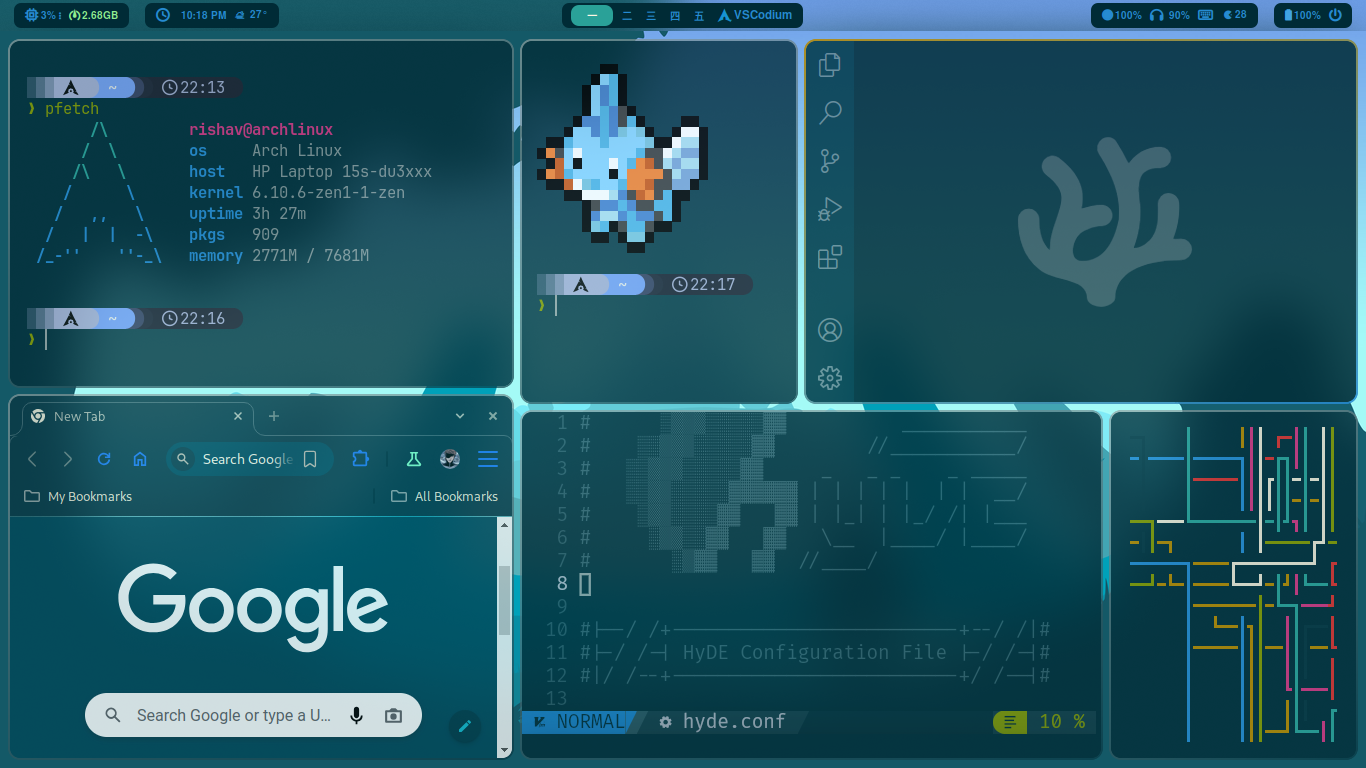 3% 2.68GB
10:18 PM 27°
一 二 三 四 五 VSCodium
100% 90% 28
100%
~ 22:13
❯ pfetch
rishav@archlinux
os Arch Linux
host HP Laptop 15s-du3xxx
kernel 6.10.6-zen1-1-zen
uptime 3h 27m
pkgs 909
memory 2771M / 7681M
~ 22:16
❯
~ 22:17
❯
New Tab
Search Google
My Bookmarks
All Bookmarks
Google
Search Google or type a U...
1 #
2 #
3 #
4 #
5 #
6 #
7 #
8
9
10 #
11 # HyDE Configuration File #
12 #
13
NORMAL hyde.conf 10 %